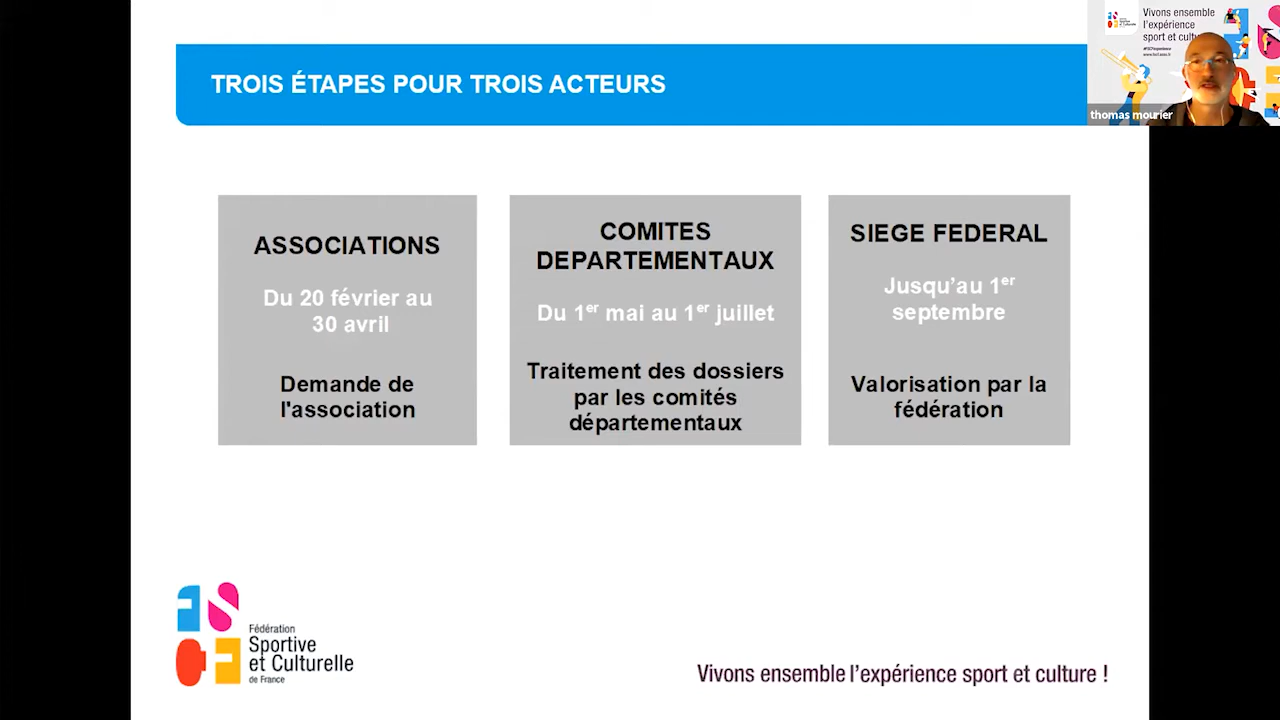 TROIS ÉTAPES POUR TROIS ACTEURS
Vivons ensemble
l'expérience
sport et cultu
thomas mourier
ASSOCIATIONS
Du 20 février au
30 avril
Demande de
l'association
COMITES
DEPARTEMENTAUX
Du 1er mai au 1er juillet
Traitement des dossiers
par les comités
départementaux
SIEGE FEDERAL
Jusqu'au 1er
septembre
Valorisation par la
fédération
FSCF
Fédération
Sportive
et Culturelle
de France
Vivons ensemble l'expérience sport et culture !